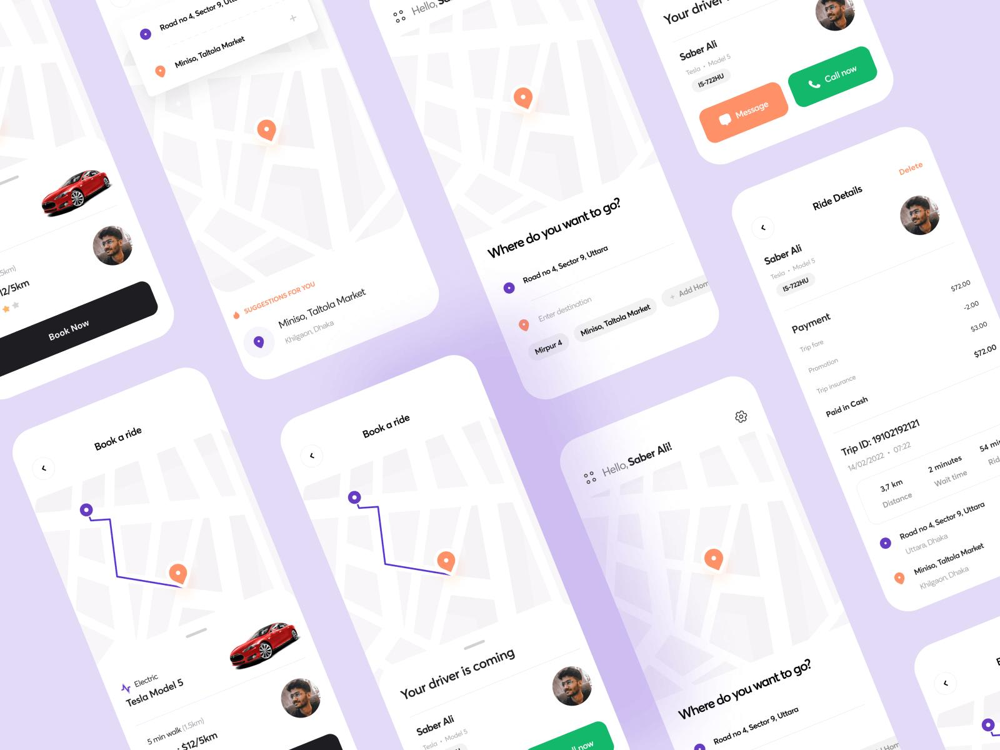 12/5km
Book Now
Road no 4, Sector 9,
Miniso, Taltola Market
SUGGESTIONS FOR YOU
Miniso, Taltola Market
Khilgaon, Dhaka
Hello,
Where do you want to go?
Road no 4, Sector 9, Uttara
Enter destination
Mirpur 4
Miniso, Taltola Market
+ Add Hom
Your driver
Saber Ali
Tesla • Model 5
IS-722HU
Message
Call now
Ride Details
Delete
Saber Ali
Tesla • Model 5
IS-722HU
Payment
Trip fare $72.00
Promotion -2.00
Trip insurance $3.00
Paid in Cash $72.00
Trip ID: 19102192121
14/02/2022 • 07:22
3,7 km
Distance
2 minutes
Wait time
54 min
Rid
Road no 4, Sector 9, Uttara
Uttara, Dhaka
Miniso, Taltola Market
Khilgaon, Dhaka
Book a ride
Electric
Tesla Model 5
5 min walk (1.5km)
$12/5km
Book a ride
Your driver is coming
Saber Ali
Tesla • Model 5
ll now
Hello, Saber Ali!
Where do you want to go?
Road no 4, Sector 9, Uttara